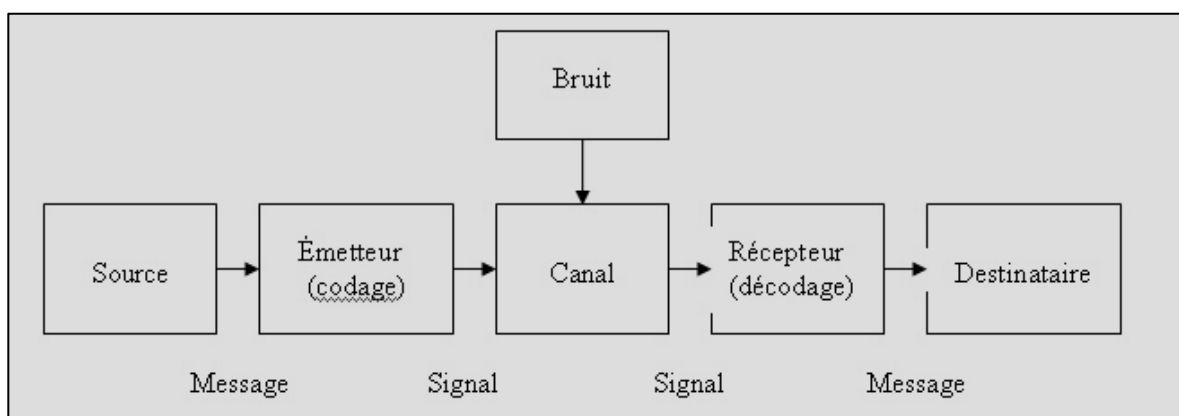 Bruit
Source
Émetteur
(codage)
Canal
Récepteur
(décodage)
Destinataire
Message
Signal
Signal
Message